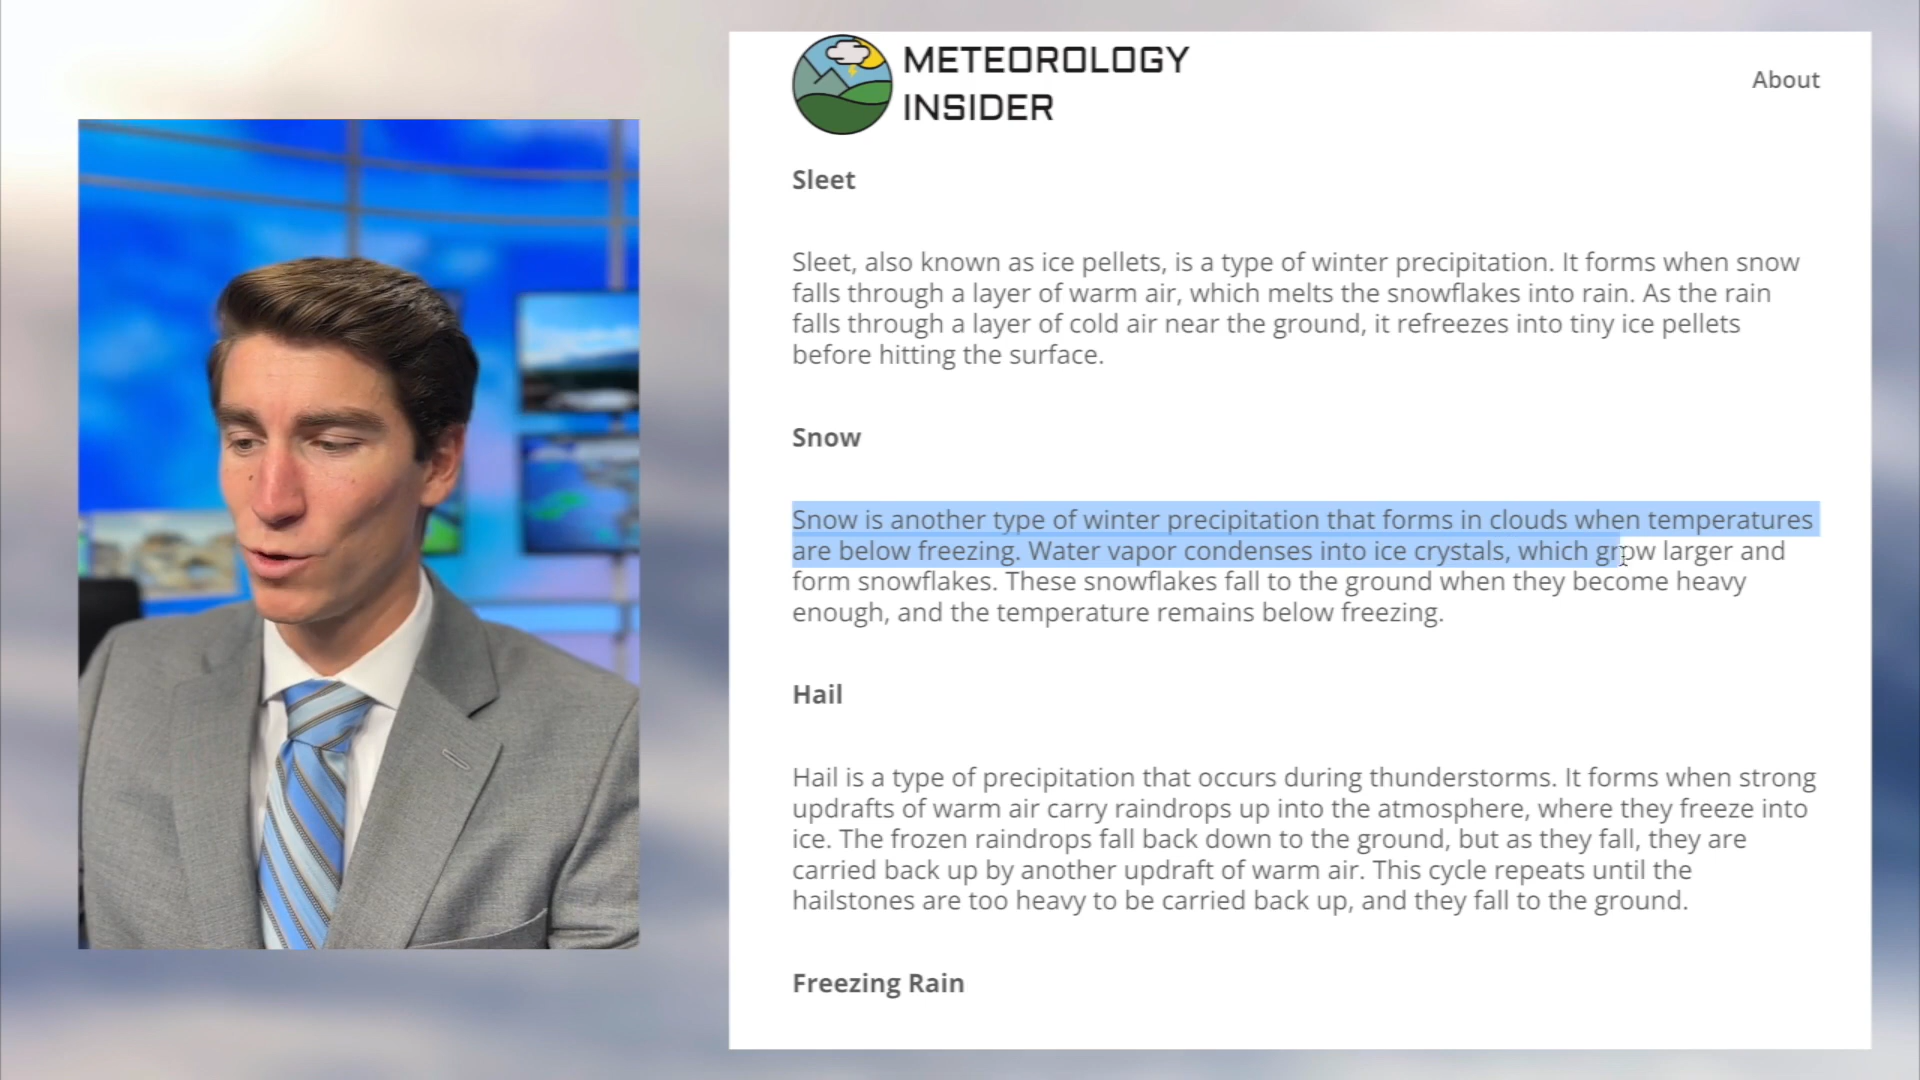 METEOROLOGY
INSIDER
About
Sleet
Sleet, also known as ice pellets, is a type of winter precipitation. It forms when snow
falls through a layer of warm air, which melts the snowflakes into rain. As the rain
falls through a layer of cold air near the ground, it refreezes into tiny ice pellets
before hitting the surface.
Snow
Snow is another type of winter precipitation that forms in clouds when temperatures
are below freezing. Water vapor condenses into ice crystals, which grow larger and
form snowflakes. These snowflakes fall to the ground when they become heavy
enough, and the temperature remains below freezing.
Hail
Hail is a type of precipitation that occurs during thunderstorms. It forms when strong
updrafts of warm air carry raindrops up into the atmosphere, where they freeze into
ice. The frozen raindrops fall back down to the ground, but as they fall, they are
carried back up by another updraft of warm air. This cycle repeats until the
hailstones are too heavy to be carried back up, and they fall to the ground.
Freezing Rain